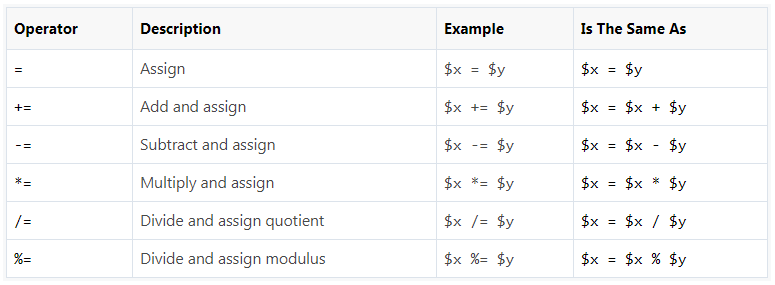 Operator Description Example Is The Same As
= Assign $x = $y $x = $y
+= Add and assign $x += $y $x = $x + $y
-= Subtract and assign $x -= $y $x = $x - $y
*= Multiply and assign $x *= $y $x = $x * $y
/= Divide and assign quotient $x /= $y $x = $x / $y
%= Divide and assign modulus $x %= $y $x = $x % $y